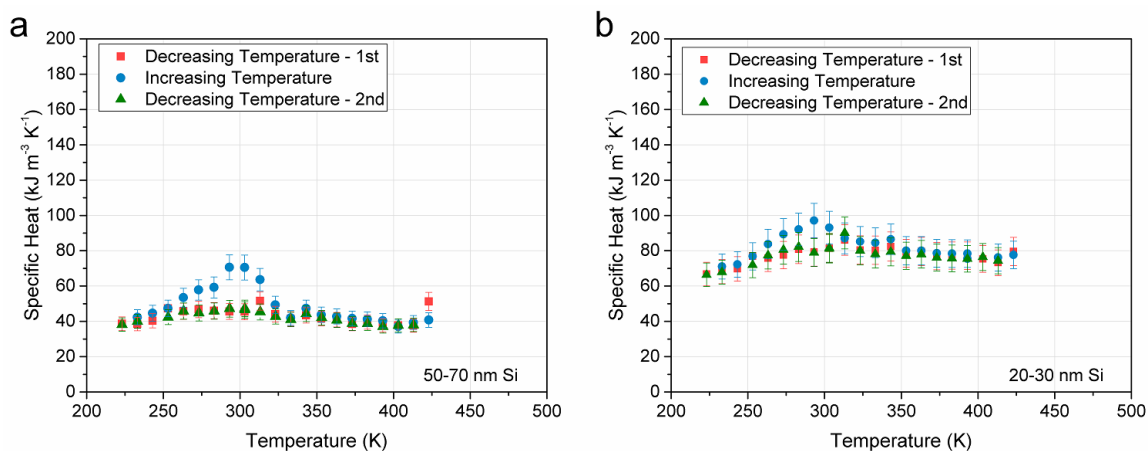 a
200
180
160
140
120
100
80
60
40
20
0
Specific Heat (kJ m⁻³ K⁻¹)
Decreasing Temperature - 1st
Increasing Temperature
Decreasing Temperature - 2nd
50-70 nm Si
200 250 300 350 400 450 500
Temperature (K)
b
200
180
160
140
120
100
80
60
40
20
0
Specific Heat (kJ m⁻³ K⁻¹)
Decreasing Temperature - 1st
Increasing Temperature
Decreasing Temperature - 2nd
20-30 nm Si
200 250 300 350 400 450 500
Temperature (K)